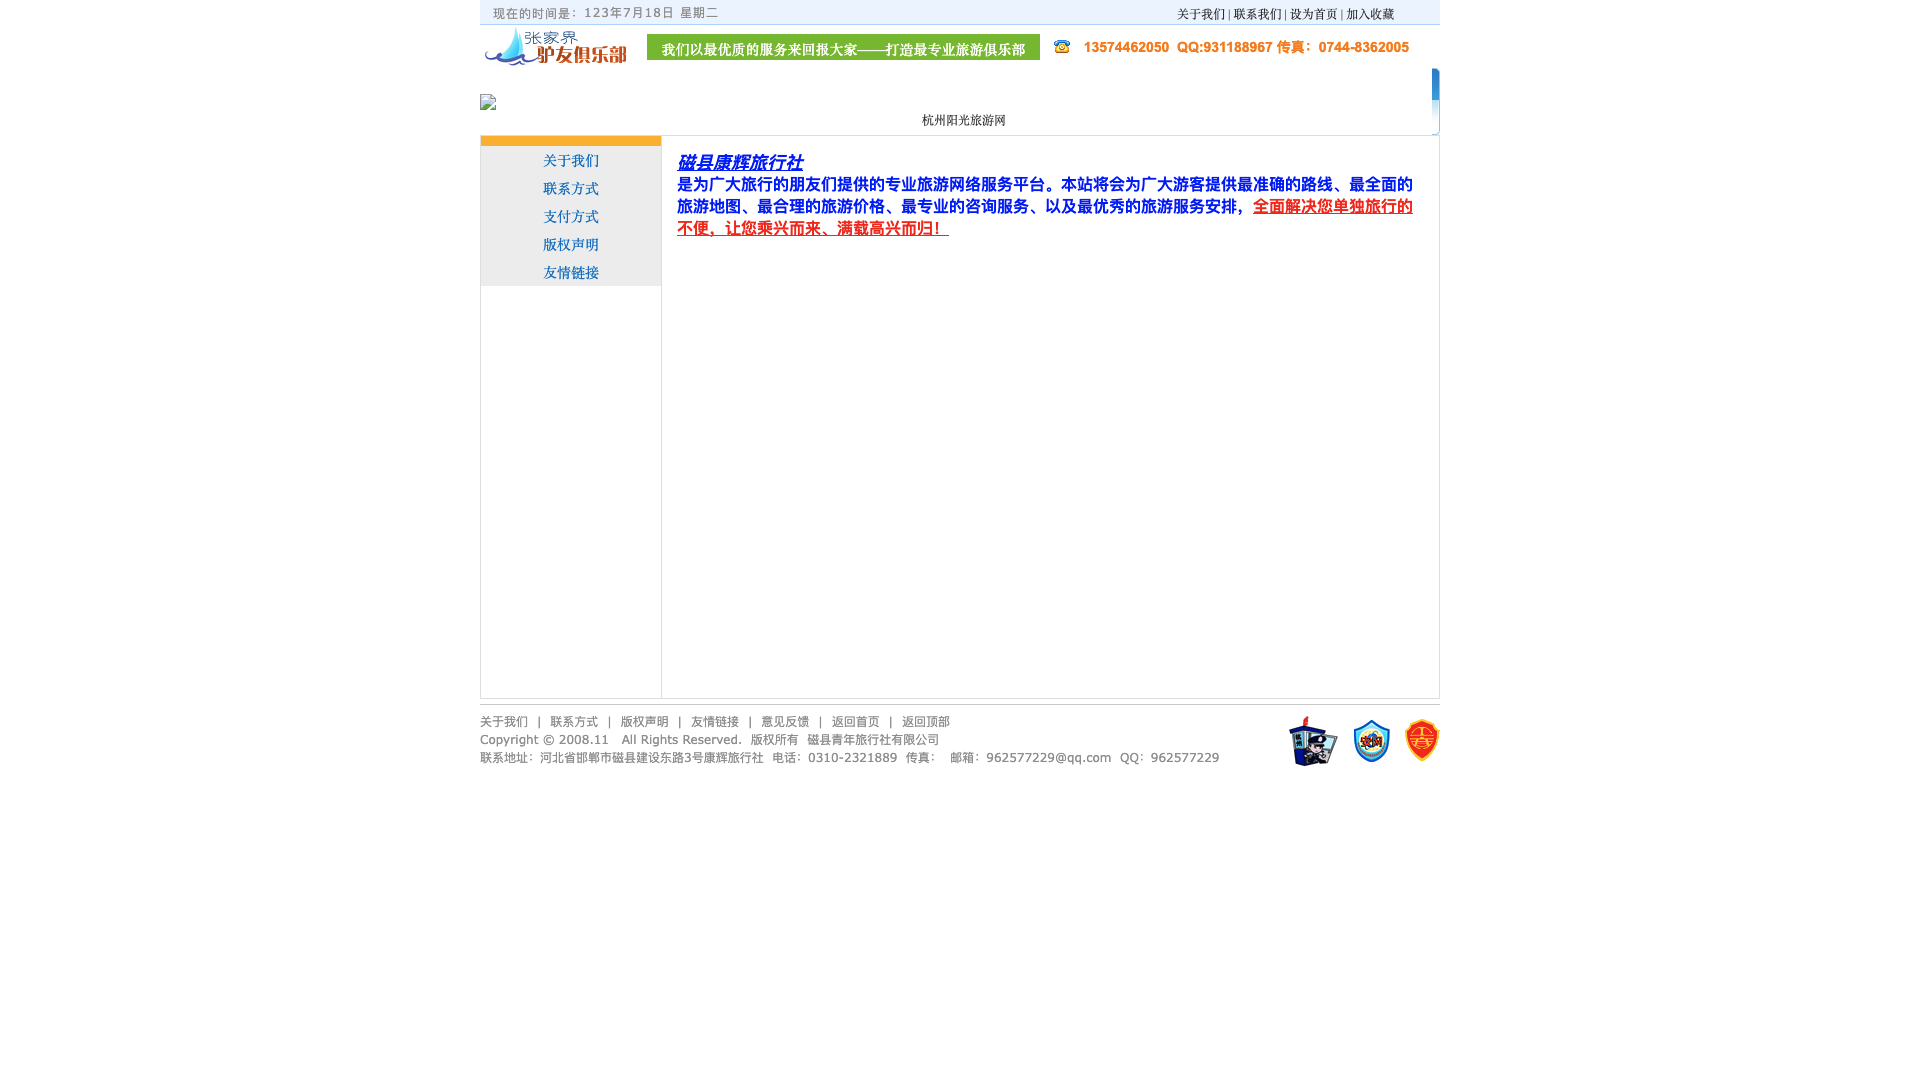 现在的时间是：123年7月18日 星期二
关于我们 | 联系我们 | 设为首页 | 加入收藏
张家界
驴友俱乐部
我们以最优质的服务来回报大家——打造最专业旅游俱乐部
13574462050 QQ:931188967 传真：0744-8362005
杭州阳光旅游网
关于我们
联系方式
支付方式
版权声明
友情链接
磁县康辉旅行社
是为广大旅行的朋友们提供的专业旅游网络服务平台。本站将会为广大游客提供最准确的路线、最全面的
旅游地图、最合理的旅游价格、最专业的咨询服务、以及最优秀的旅游服务安排，全面解决您单独旅行的
不便，让您乘兴而来、满载高兴而归！
关于我们 | 联系方式 | 版权声明 | 友情链接 | 意见反馈 | 返回首页 | 返回顶部
Copyright © 2008.11 All Rights Reserved. 版权所有 磁县青年旅行社有限公司
联系地址：河北省邯郸市磁县建设东路3号康辉旅行社 电话：0310-2321889 传真： 邮箱：962577229@qq.com QQ：962577229